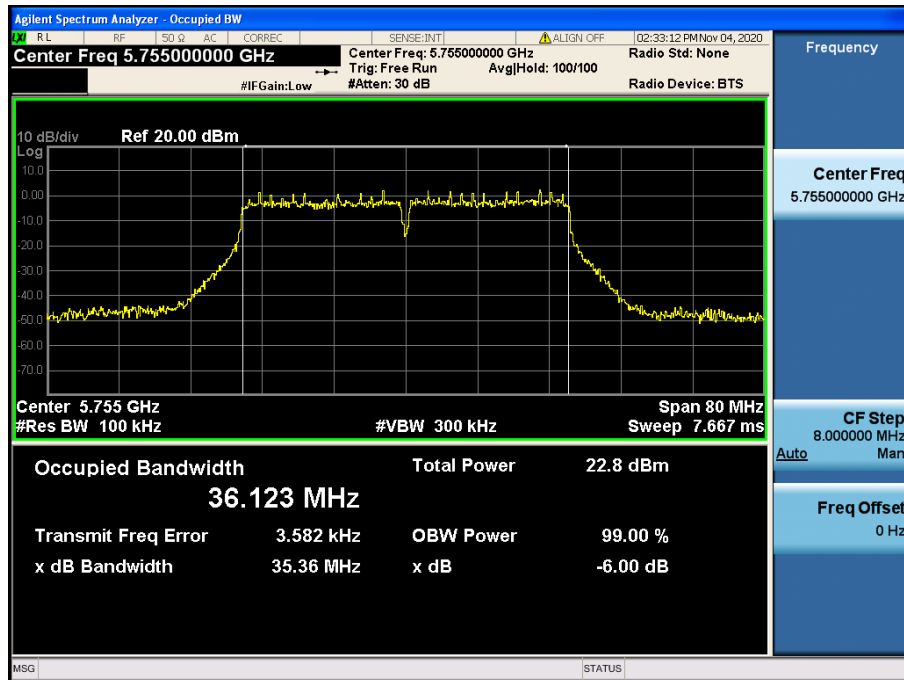 Agilent Spectrum Analyzer - Occupied BW
LXI RL RF 50 Ω AC CORREC SENSE:INT ALIGN OFF 02:33:12 PM Nov 04, 2020
Center Freq 5.755000000 GHz
Center Freq: 5.755000000 GHz Radio Std: None
Trig: Free Run Avg|Hold: 100/100
#IFGain:Low #Atten: 30 dB Radio Device: BTS
10 dB/div Ref 20.00 dBm
Log
10.0
0.00
-10.0
-20.0
-30.0
-40.0
-50.0
-60.0
-70.0
Center 5.755 GHz Span 80 MHz
#Res BW 100 kHz #VBW 300 kHz Sweep 7.667 ms
Occupied Bandwidth Total Power 22.8 dBm
36.123 MHz
Transmit Freq Error 3.582 kHz OBW Power 99.00 %
x dB Bandwidth 35.36 MHz x dB -6.00 dB
Frequency
Center Freq
5.755000000 GHz
CF Step
8.000000 MHz
Auto Man
Freq Offset
0 Hz
MSG STATUS